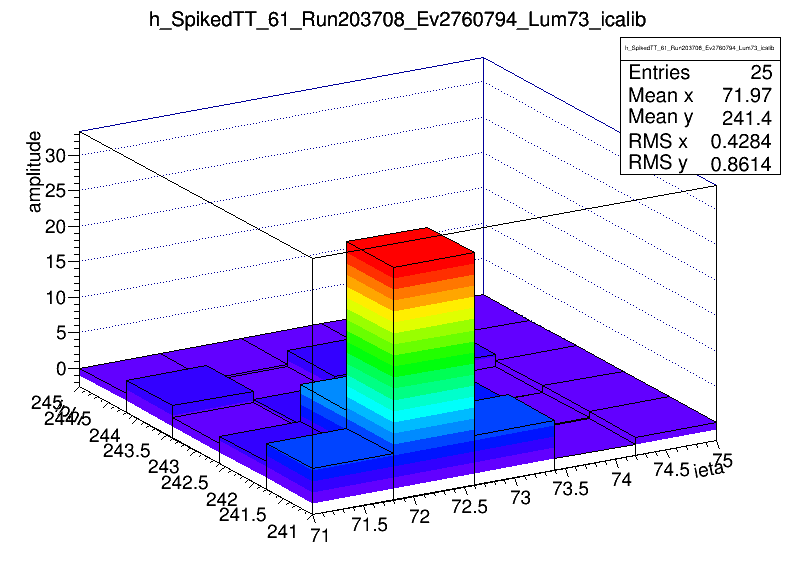 h_SpikedTT_61_Run203708_Ev2760794_Lum73_icalib
h_SpikedTT_61_Run203708_Ev2760794_Lum73_icalib
Entries 25
Mean x 71.97
Mean y 241.4
RMS x 0.4284
RMS y 0.8614
amplitude
30
25
20
15
10
5
0
245
244.5
244
243.5
243
242.5
242
241.5
241
71
71.5
72
72.5
73
73.5
74
74.5
75
ieta